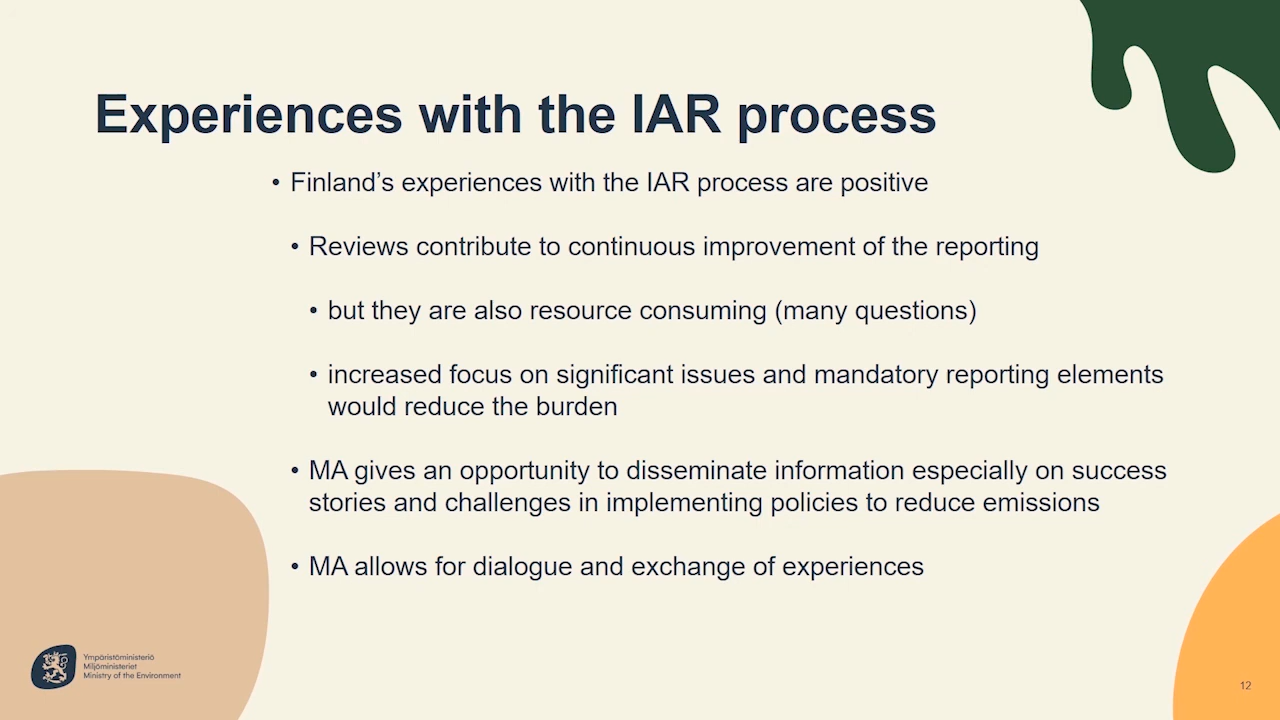 Experiences with the IAR process
• Finland’s experiences with the IAR process are positive
• Reviews contribute to continuous improvement of the reporting
• but they are also resource consuming (many questions)
• increased focus on significant issues and mandatory reporting elements
would reduce the burden
• MA gives an opportunity to disseminate information especially on success
stories and challenges in implementing policies to reduce emissions
• MA allows for dialogue and exchange of experiences
Ympäristöministeriö
Miljöministeriet
Ministry of the Environment
12